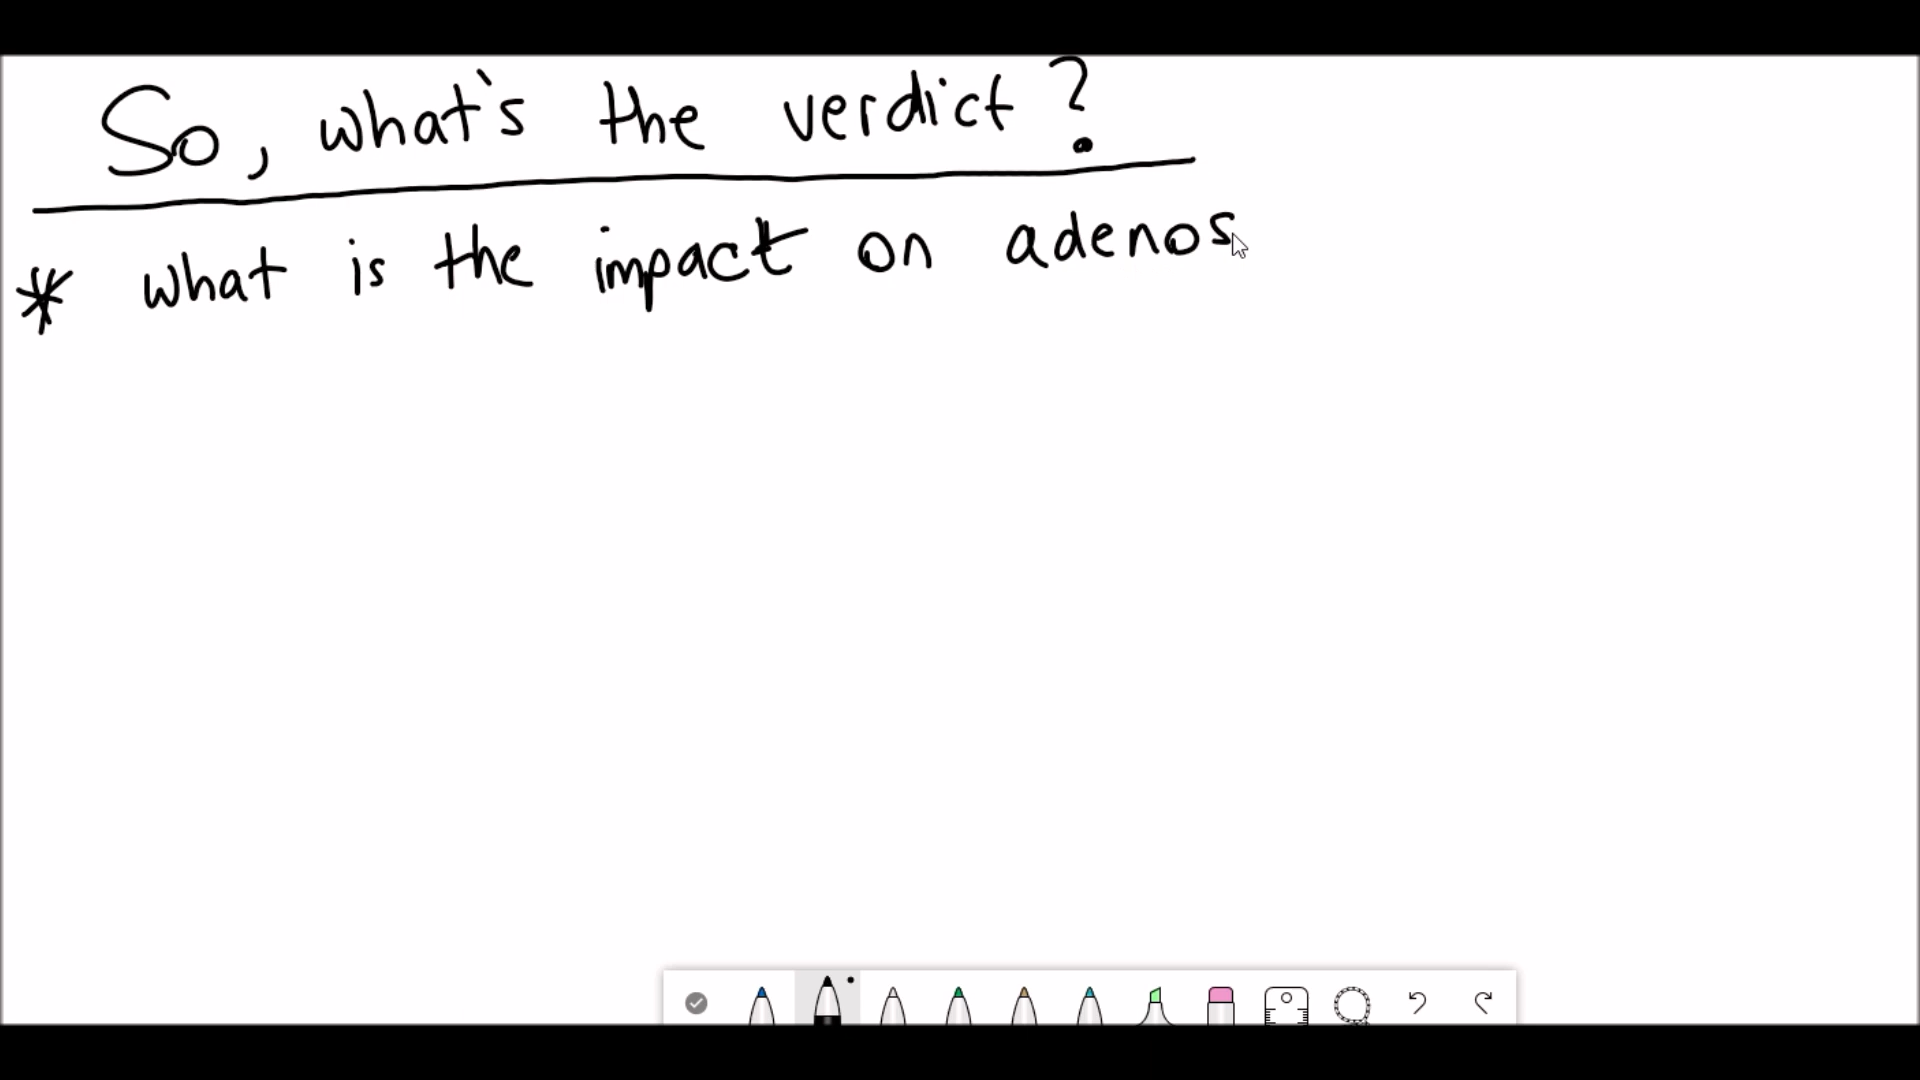 So, what's the verdict?
* what is the impact on adenos